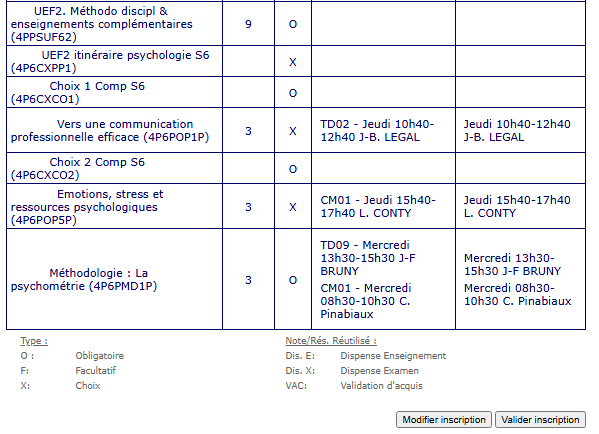 UEF2. Méthodo discipl &
enseignements complémentaires
(4PPSUF62)
9
O
UEF2 itinéraire psychologie S6
(4P6CXPP1)
X
Choix 1 Comp S6
(4P6CXCO1)
O
Vers une communication
professionnelle efficace (4P6POP1P)
3
X
TD02 - Jeudi 10h40-
12h40 J-B. LEGAL
Jeudi 10h40-12h40
J-B. LEGAL
Choix 2 Comp S6
(4P6CXCO2)
O
Emotions, stress et
ressources psychologiques
(4P6POP5P)
3
X
CM01 - Jeudi 15h40-
17h40 L. CONTY
Jeudi 15h40-17h40
L. CONTY
Méthodologie : La
psychométrie (4P6PMD1P)
3
O
TD09 - Mercredi
13h30-15h30 J-F
BRUNY
CM01 - Mercredi
08h30-10h30 C.
Pinabiaux
Mercredi 13h30-
15h30 J-F BRUNY
Mercredi 08h30-
10h30 C. Pinabiaux
Type :
O : Obligatoire
F: Facultatif
X: Choix
Note/Rés. Réutilisé :
Dis. E: Dispense Enseignement
Dis. X: Dispense Examen
VAC: Validation d'acquis
Modifier inscription
Valider inscription